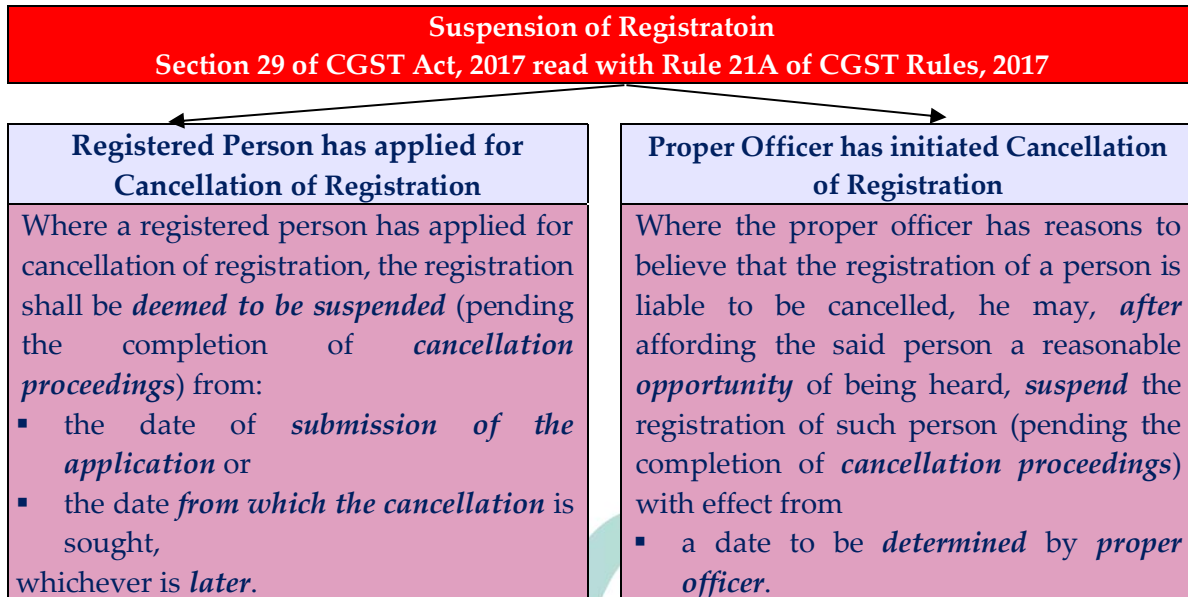 Suspension of Registratoin
Section 29 of CGST Act, 2017 read with Rule 21A of CGST Rules, 2017
Registered Person has applied for
Cancellation of Registration
Where a registered person has applied for
cancellation of registration, the registration
shall be deemed to be suspended (pending
the completion of cancellation
proceedings) from:
▪ the date of submission of the
application or
▪ the date from which the cancellation is
sought,
whichever is later.
Proper Officer has initiated Cancellation
of Registration
Where the proper officer has reasons to
believe that the registration of a person is
liable to be cancelled, he may, after
affording the said person a reasonable
opportunity of being heard, suspend the
registration of such person (pending the
completion of cancellation proceedings)
with effect from
▪ a date to be determined by proper
officer.